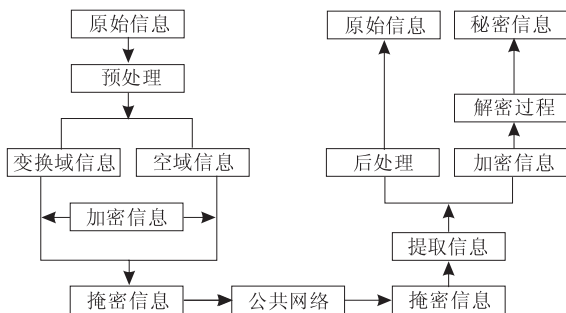 原始信息
原始信息
秘密信息
预处理
解密过程
变换域信息
空域信息
后处理
加密信息
加密信息
提取信息
掩密信息
公共网络
掩密信息